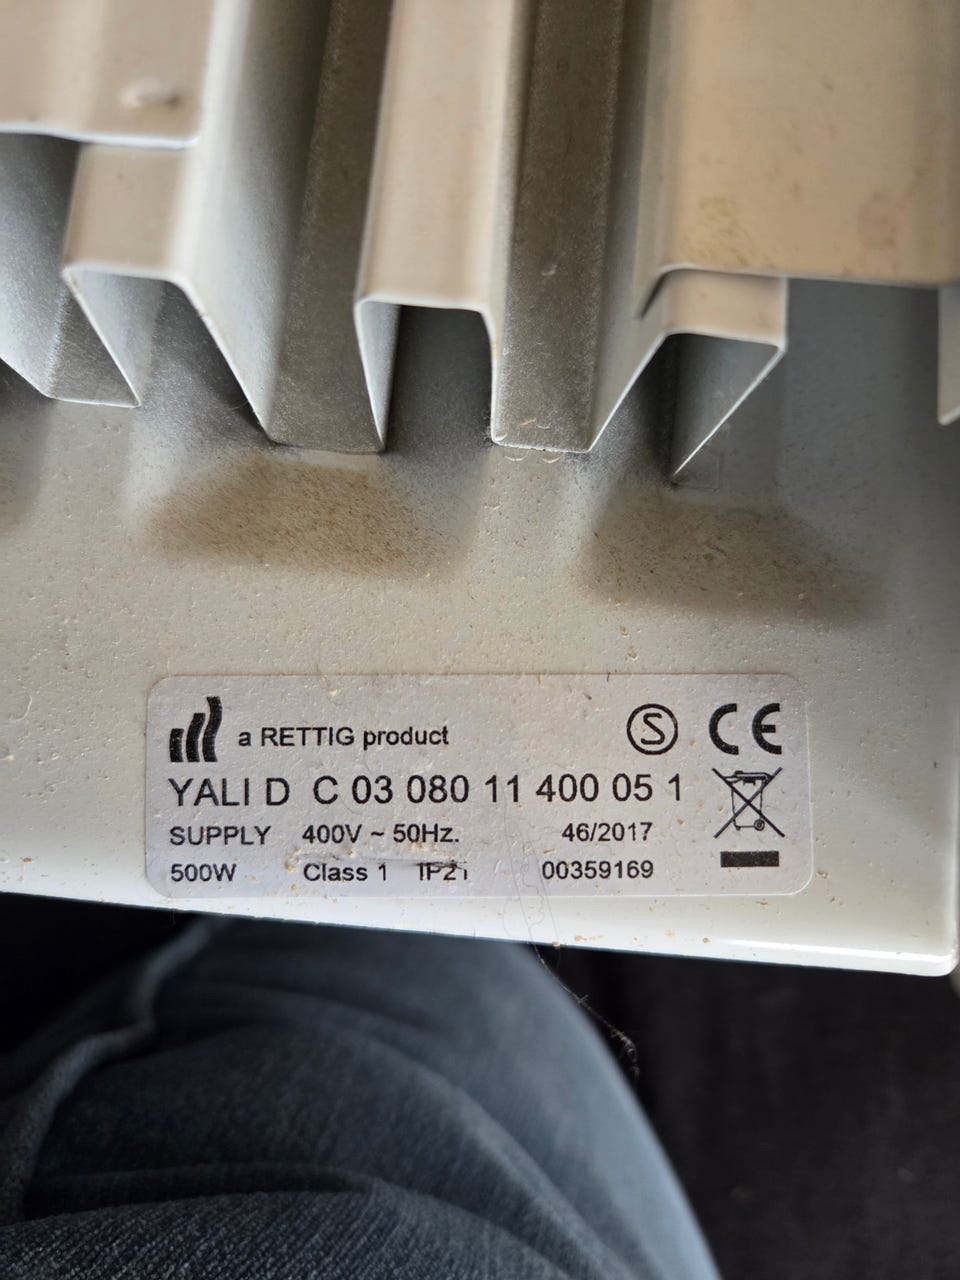 a RETTIG product S CE
YALI D C 03 080 11 400 05 1
SUPPLY 400V ~ 50Hz. 46/2017
500W Class 1 IP21 00359169